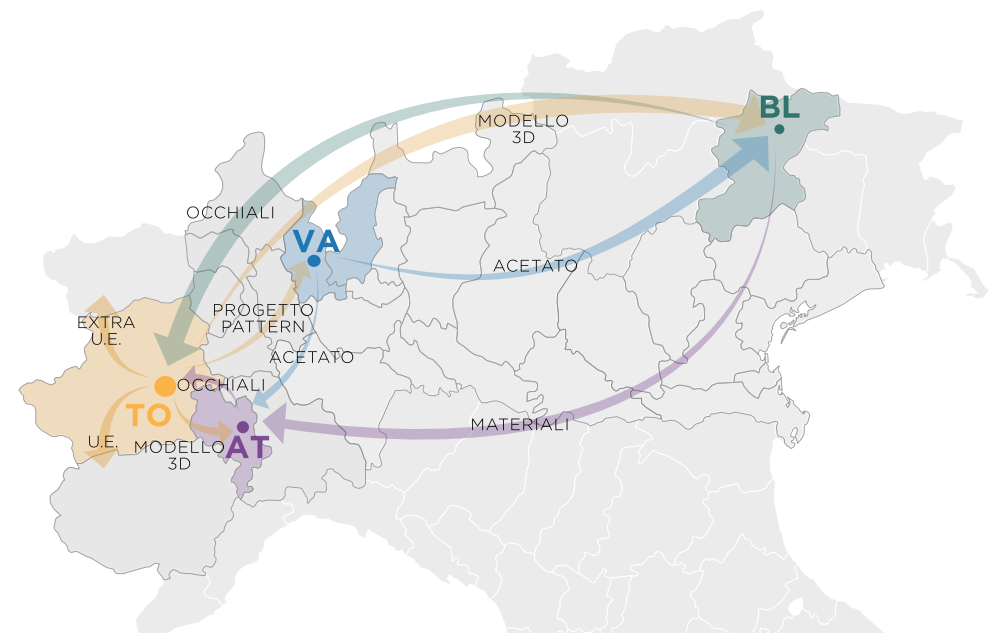 BL
MODELLO
3D
OCCHIALI
VA
ACETATO
PROGETTO
PATTERN
EXTRA
U.E.
ACETATO
OCCHIALI
TO
MATERIALI
U.E.
MODELLO
3D
AT